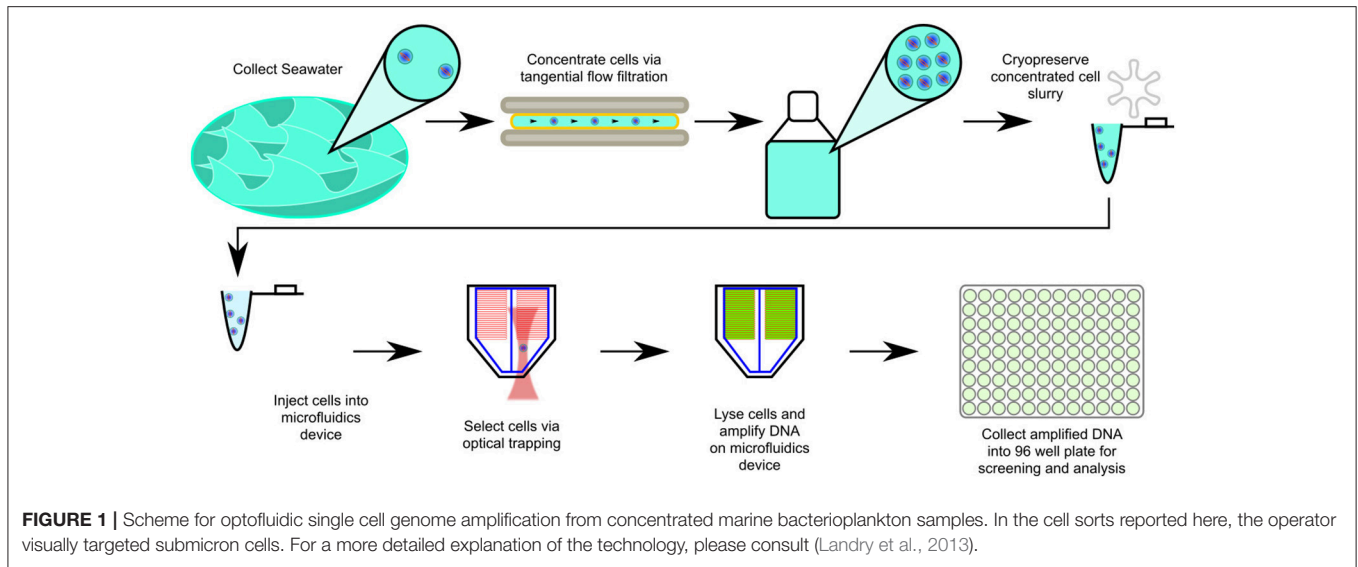 Collect Seawater
Concentrate cells via
tangential flow filtration
Cryopreserve
concentrated cell
slurry
Inject cells into
microfluidics
device
Select cells via
optical trapping
Lyse cells and
amplify DNA
on microfluidics
device
Collect amplified DNA
into 96 well plate for
screening and analysis
FIGURE 1 | Scheme for optofluidic single cell genome amplification from concentrated marine bacterioplankton samples. In the cell sorts reported here, the operator
visually targeted submicron cells. For a more detailed explanation of the technology, please consult (Landry et al., 2013).